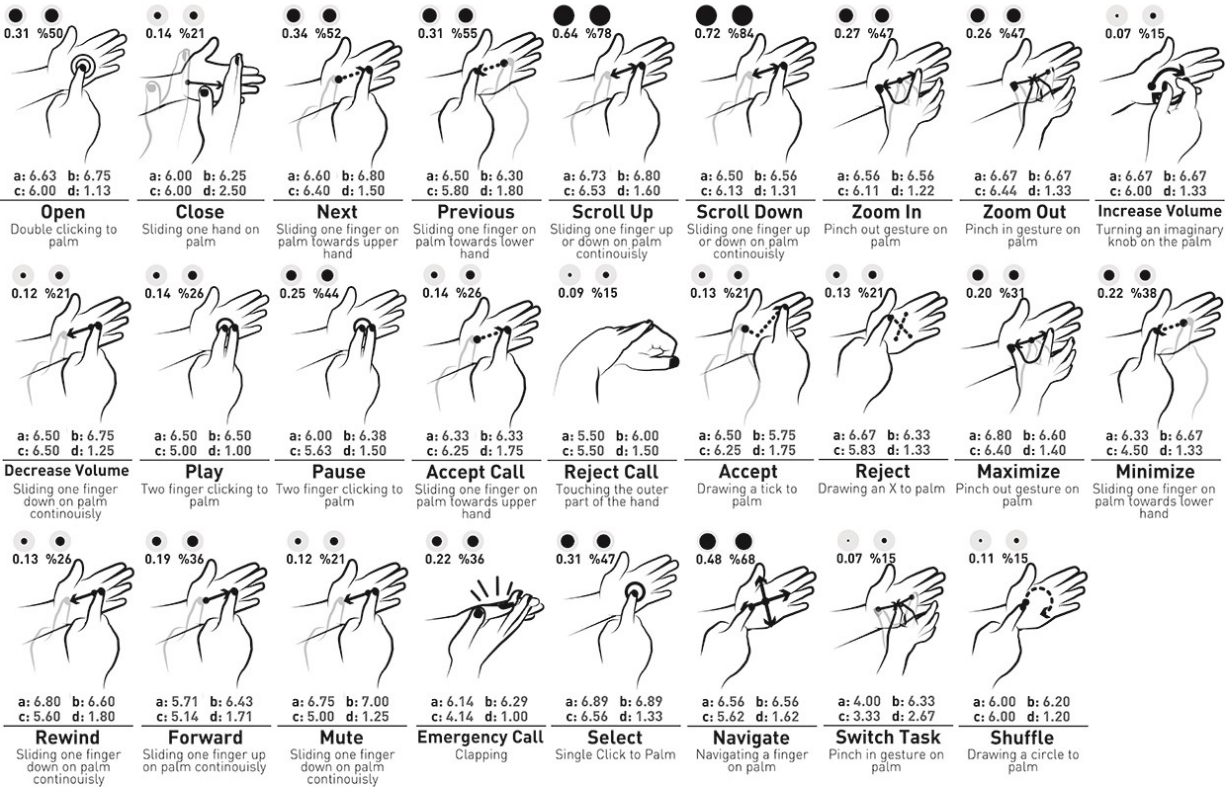 0.31 %50
a: 6.63 b: 6.75
c: 6.00 d: 1.13
Open
Double clicking to
palm
0.14 %21
a: 6.00 b: 6.25
c: 6.00 d: 2.50
Close
Sliding one hand on
palm
0.34 %52
a: 6.60 b: 6.80
c: 6.40 d: 1.50
Next
Sliding one finger on
palm towards upper
hand
0.31 %55
a: 6.50 b: 6.30
c: 5.80 d: 1.80
Previous
Sliding one finger on
palm towards lower
hand
0.64 %78
a: 6.73 b: 6.80
c: 6.53 d: 1.60
Scroll Up
Sliding one finger up
or down on palm
continouisly
0.72 %84
a: 6.50 b: 6.56
c: 6.13 d: 1.31
Scroll Down
Sliding one finger up
or down on palm
continouisly
0.27 %47
a: 6.56 b: 6.56
c: 6.11 d: 1.22
Zoom In
Pinch out gesture on
palm
0.26 %47
a: 6.67 b: 6.67
c: 6.44 d: 1.33
Zoom Out
Pinch in gesture on
palm
0.07 %15
a: 6.67 b: 6.67
c: 6.00 d: 1.33
Increase Volume
Turning an imaginary
knob on the palm
0.12 %21
a: 6.50 b: 6.75
c: 6.50 d: 1.25
Decrease Volume
Sliding one finger
down on palm
continouisly
0.14 %26
a: 6.50 b: 6.50
c: 5.00 d: 1.00
Play
Two finger clicking to
palm
0.25 %44
a: 6.00 b: 6.38
c: 5.63 d: 1.50
Pause
Two finger clicking to
palm
0.14 %26
a: 6.33 b: 6.33
c: 6.25 d: 1.75
Accept Call
Sliding one finger on
palm towards upper
hand
0.09 %15
a: 5.50 b: 6.00
c: 5.50 d: 1.50
Reject Call
Touching the outer
part of the hand
0.13 %21
a: 6.50 b: 5.75
c: 6.25 d: 1.75
Accept
Drawing a tick to
palm
0.13 %21
a: 6.67 b: 6.33
c: 5.83 d: 1.33
Reject
Drawing an X to palm
0.20 %31
a: 6.80 b: 6.60
c: 6.40 d: 1.40
Maximize
Pinch out gesture on
palm
0.22 %38
a: 6.33 b: 6.67
c: 4.50 d: 1.33
Minimize
Sliding one finger on
palm towards lower
hand
0.13 %26
a: 6.80 b: 6.60
c: 5.60 d: 1.80
Rewind
Sliding one finger
down on palm
continouisly
0.19 %36
a: 5.71 b: 6.43
c: 5.14 d: 1.71
Forward
Sliding one finger up
on palm continouisly
0.12 %21
a: 6.75 b: 7.00
c: 5.00 d: 1.25
Mute
Sliding one finger
down on palm
continouisly
0.22 %36
a: 6.14 b: 6.29
c: 4.14 d: 1.00
Emergency Call
Clapping
0.31 %47
a: 6.89 b: 6.89
c: 6.56 d: 1.33
Select
Single Click to Palm
0.48 %68
a: 6.56 b: 6.56
c: 5.62 d: 1.62
Navigate
Navigating a finger
on palm
0.07 %15
a: 4.00 b: 6.33
c: 3.33 d: 2.67
Switch Task
Pinch in gesture on
palm
0.11 %15
a: 6.00 b: 6.20
c: 6.00 d: 1.20
Shuffle
Drawing a circle to
palm